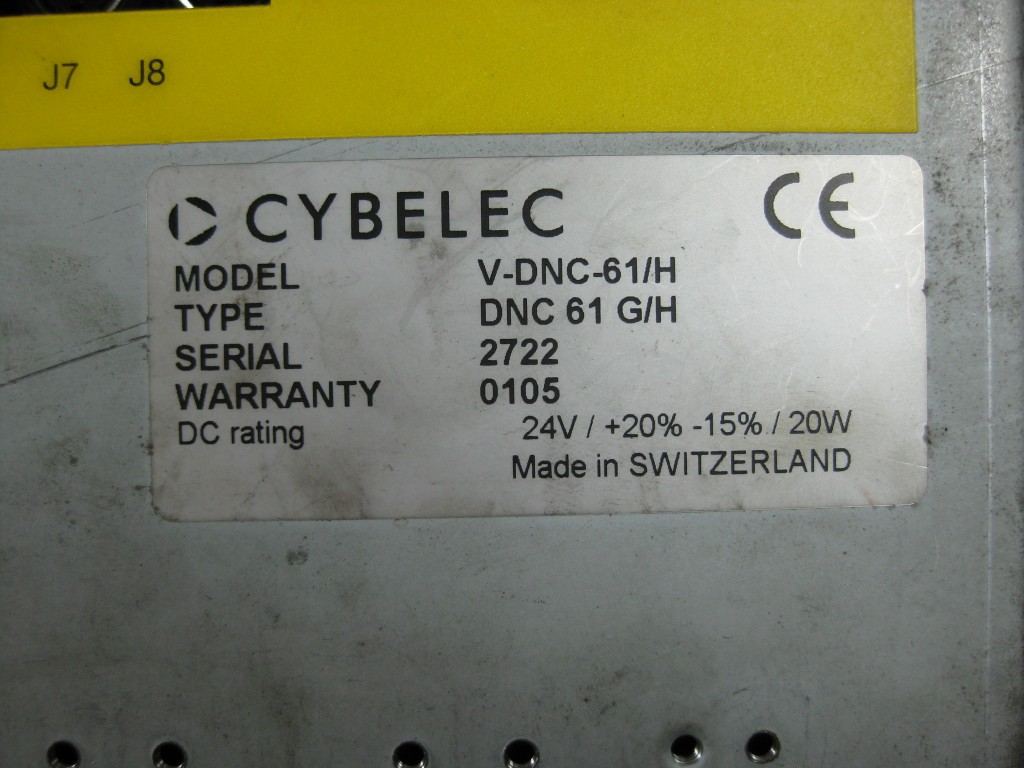 J7 J8
CYBELEC CE
MODEL V-DNC-61/H
TYPE DNC 61 G/H
SERIAL 2722
WARRANTY 0105
DC rating 24V / +20% -15% / 20W
Made in SWITZERLAND